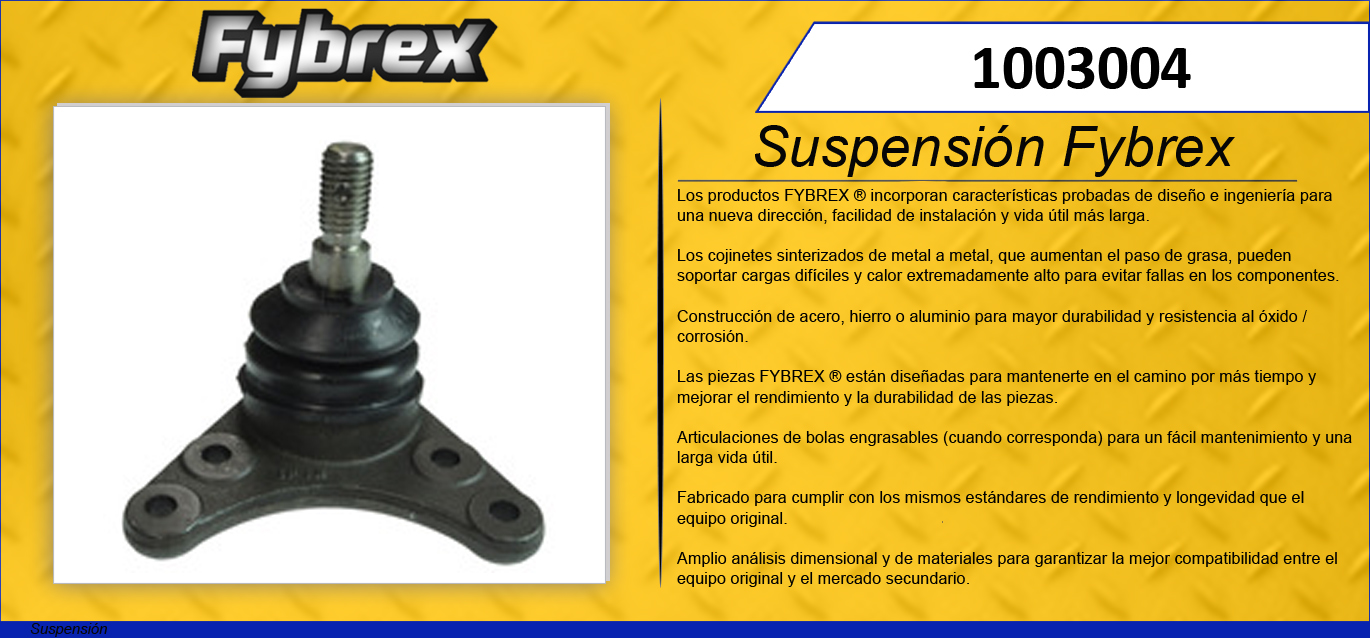 Fybrex
1003004
Suspensión Fybrex
Los productos FYBREX ® incorporan características probadas de diseño e ingeniería para
una nueva dirección, facilidad de instalación y vida útil más larga.
Los cojinetes sinterizados de metal a metal, que aumentan el paso de grasa, pueden
soportar cargas difíciles y calor extremadamente alto para evitar fallas en los componentes.
Construcción de acero, hierro o aluminio para mayor durabilidad y resistencia al óxido /
corrosión.
Las piezas FYBREX ® están diseñadas para mantenerte en el camino por más tiempo y
mejorar el rendimiento y la durabilidad de las piezas.
Articulaciones de bolas engrasables (cuando corresponda) para un fácil mantenimiento y una
larga vida útil.
Fabricado para cumplir con los mismos estándares de rendimiento y longevidad que el
equipo original.
Amplio análisis dimensional y de materiales para garantizar la mejor compatibilidad entre el
equipo original y el mercado secundario.
Suspensión